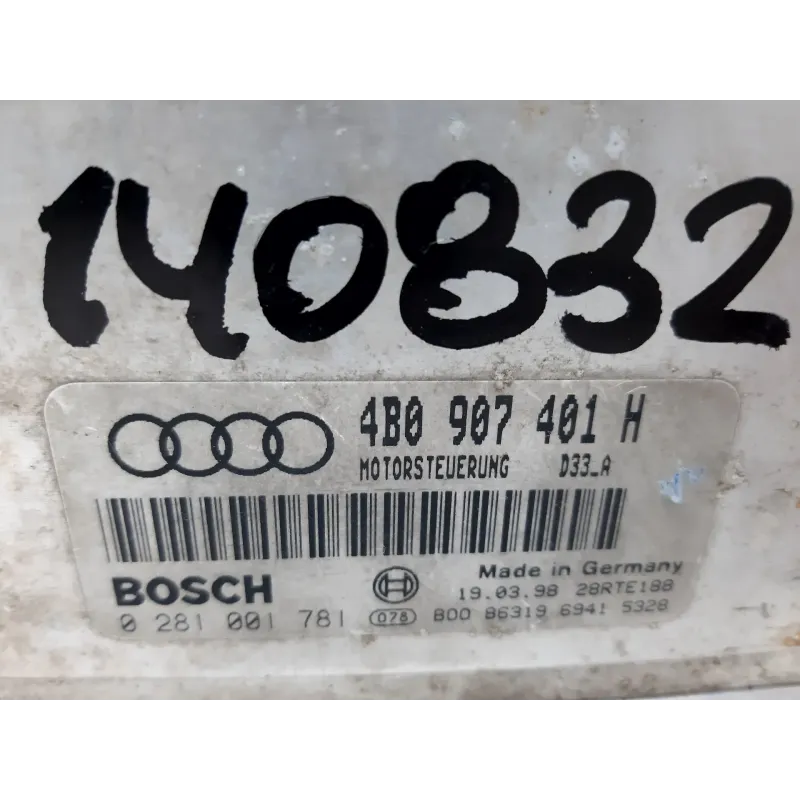 140832
4B0 907 401 H
MOTORSTEUERUNG D33_A
BOSCH
Made in Germany
19.03.98 28RTE188
0 281 001 781 078 800 86319 6941 5328